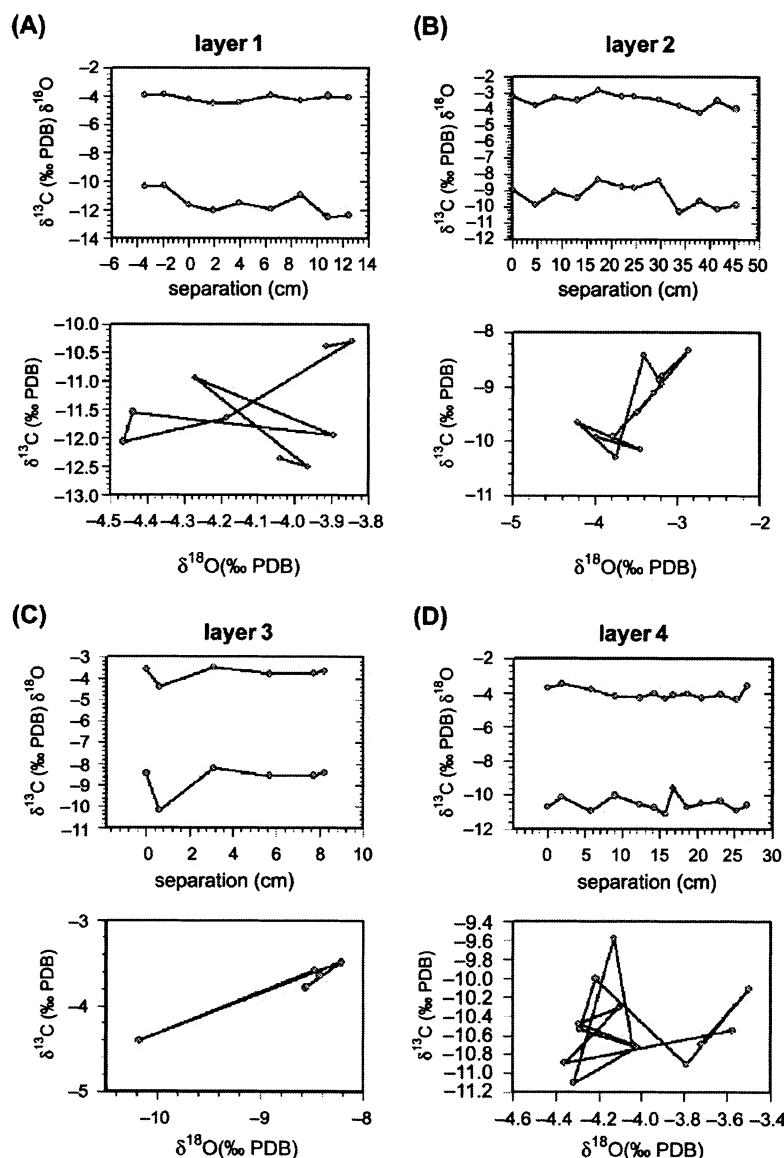 (A)
layer 1
δ13C (‰ PDB) δ18O
–2
–4
–6
–8
–10
–12
–14
–6 –4 –2 0 2 4 6 8 10 12 14
separation (cm)
δ13C (‰ PDB)
–10.0
–10.5
–11.0
–11.5
–12.0
–12.5
–13.0
–4.5 –4.4 –4.3 –4.2 –4.1 –4.0 –3.9 –3.8
δ18O(‰ PDB)
(B)
layer 2
δ13C (‰ PDB) δ18O
–2
–3
–4
–5
–6
–7
–8
–9
–10
–11
–12
0 5 10 15 20 25 30 35 40 45 50
separation (cm)
δ13C (‰ PDB)
–8
–9
–10
–11
–5 –4 –3 –2
δ18O(‰ PDB)
(C)
layer 3
δ13C (‰ PDB) δ18O
–3
–4
–5
–6
–7
–8
–9
–10
–11
0 2 4 6 8 10
separation (cm)
δ13C (‰ PDB)
–3
–4
–5
–10 –9 –8
δ18O(‰ PDB)
(D)
layer 4
δ13C (‰ PDB) δ18O
–2
–4
–6
–8
–10
–12
0 5 10 15 20 25 30
separation (cm)
δ13C (‰ PDB)
–9.4
–9.6
–9.8
–10.0
–10.2
–10.4
–10.6
–10.8
–11.0
–11.2
–4.6 –4.4 –4.2 –4.0 –3.8 –3.6 –3.4
δ18O(‰ PDB)